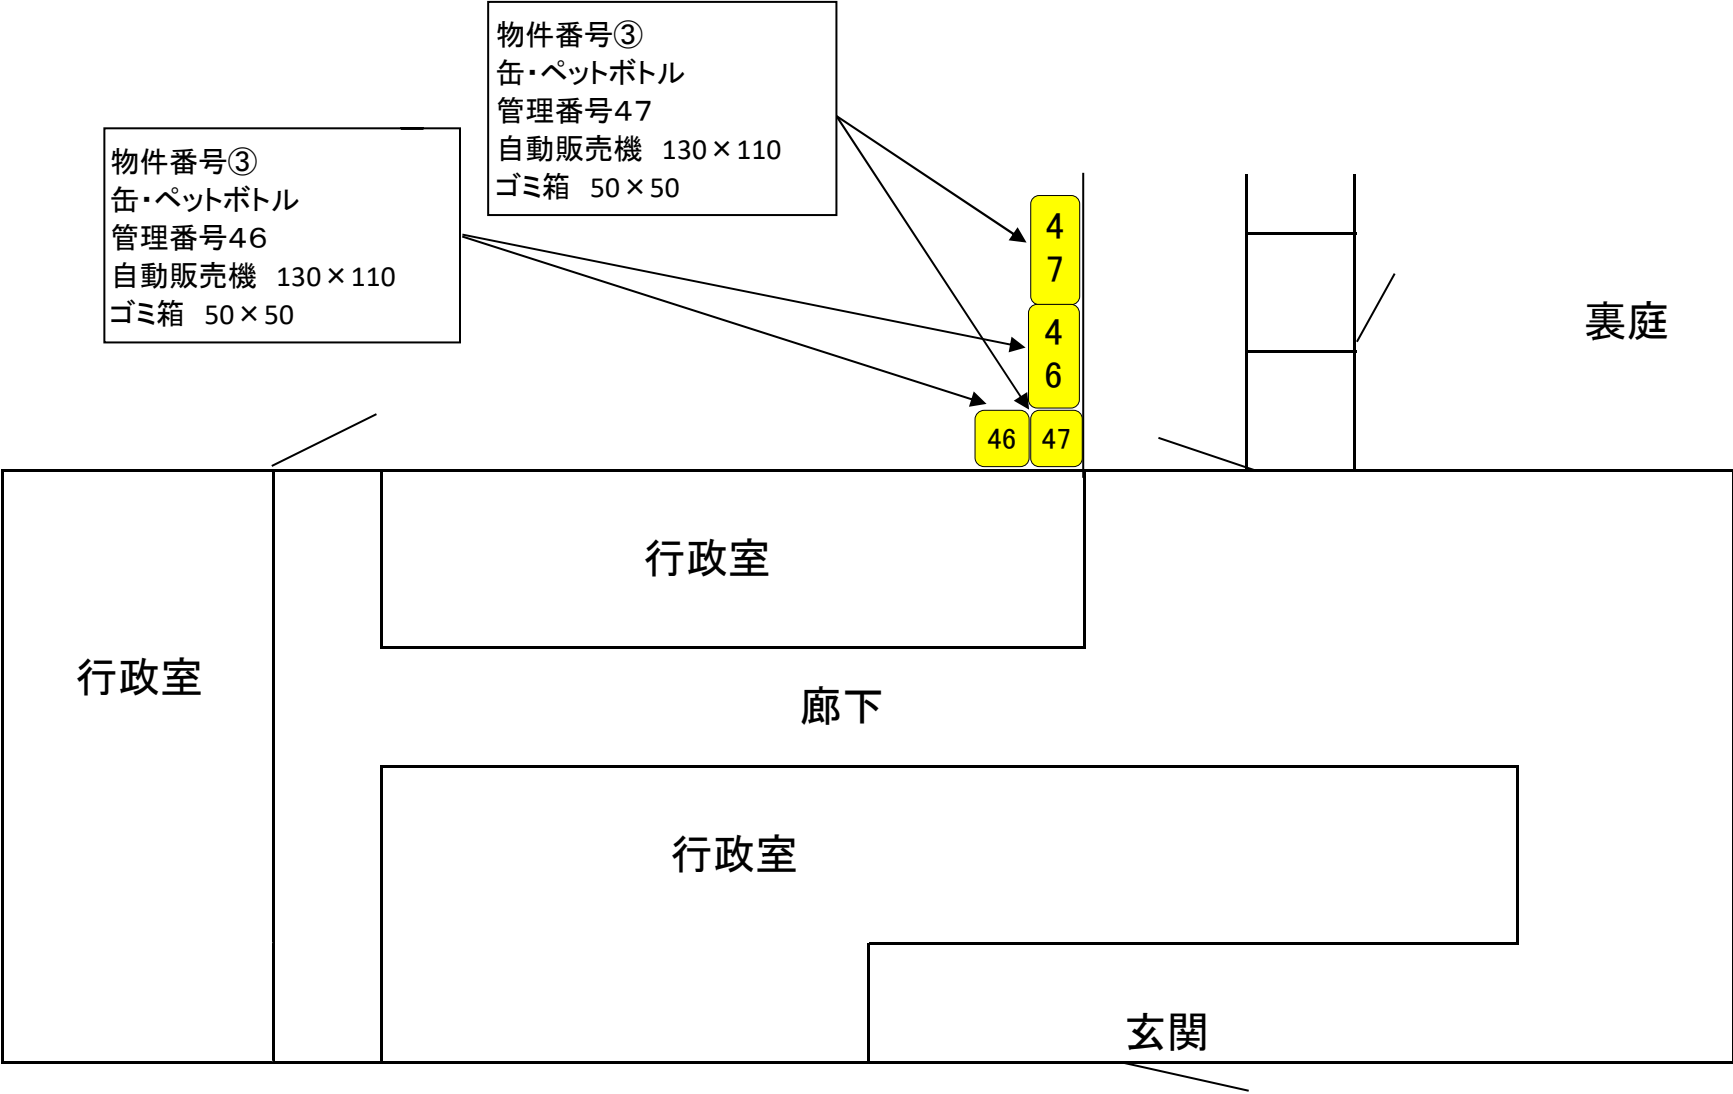 物件番号③
缶・ペットボトル
管理番号47
自動販売機　130×110
ゴミ箱　50×50
物件番号③
缶・ペットボトル
管理番号46
自動販売機　130×110
ゴミ箱　50×50
4
7
4
6
46
47
裏庭
行政室
行政室
廊下
行政室
玄関